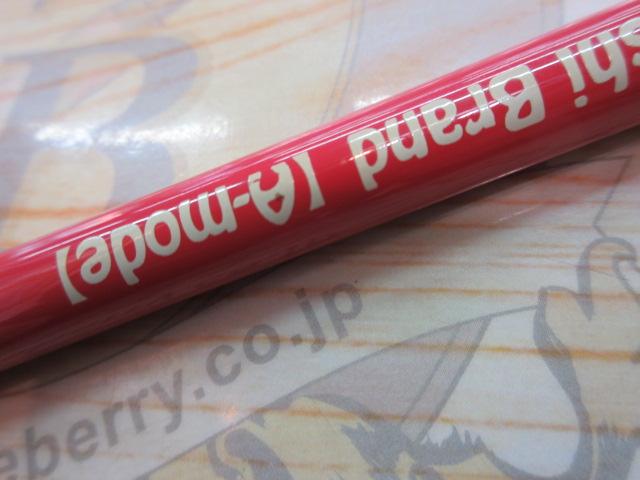 shi Brand [A-mode]
eberry.co.jp
B